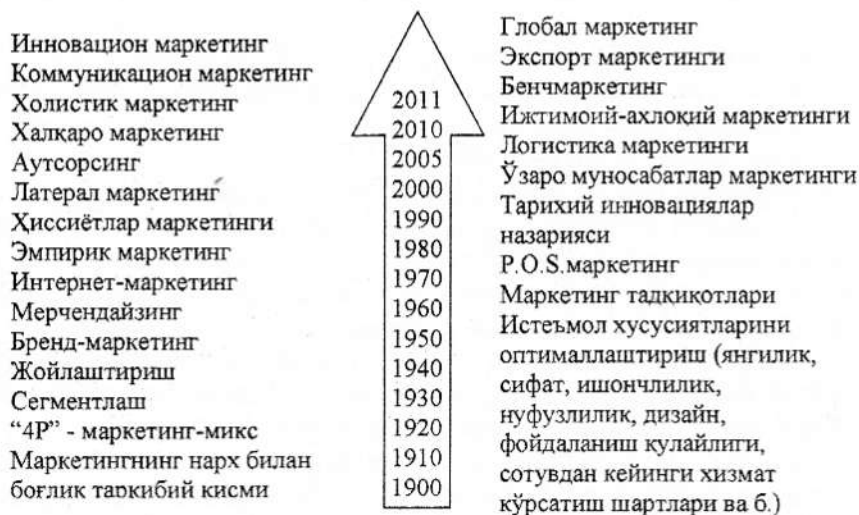 Инновацион маркетинг
Коммуникацион маркетинг
Холистик маркетинг
Халқаро маркетинг
Аутсорсинг
Латерал маркетинг
Ҳиссиётлар маркетинги
Эмпирик маркетинг
Интернет-маркетинг
Мерчендайзинг
Бренд-маркетинг
Жойлаштириш
Сегментлаш
“4P” - маркетинг-микс
Маркетингнинг нарх билан
боғлиқ таркибий қисми
2011
2010
2005
2000
1990
1980
1970
1960
1950
1940
1930
1920
1910
1900
Глобал маркетинг
Экспорт маркетинги
Бенчмаркетинг
Ижтимоий-ахлоқий маркетинги
Логистика маркетинги
Ўзаро муносабатлар маркетинги
Тарихий инновациялар
назарияси
P.O.S.маркетинг
Маркетинг тадқиқотлари
Истеъмол хусусиятларини
оптималлаштириш (янгилик,
сифат, ишончлилик,
нуфузлилик, дизайн,
фойдаланиш қулайлиги,
сотувдан кейинги хизмат
кўрсатиш шартлари ва б.)